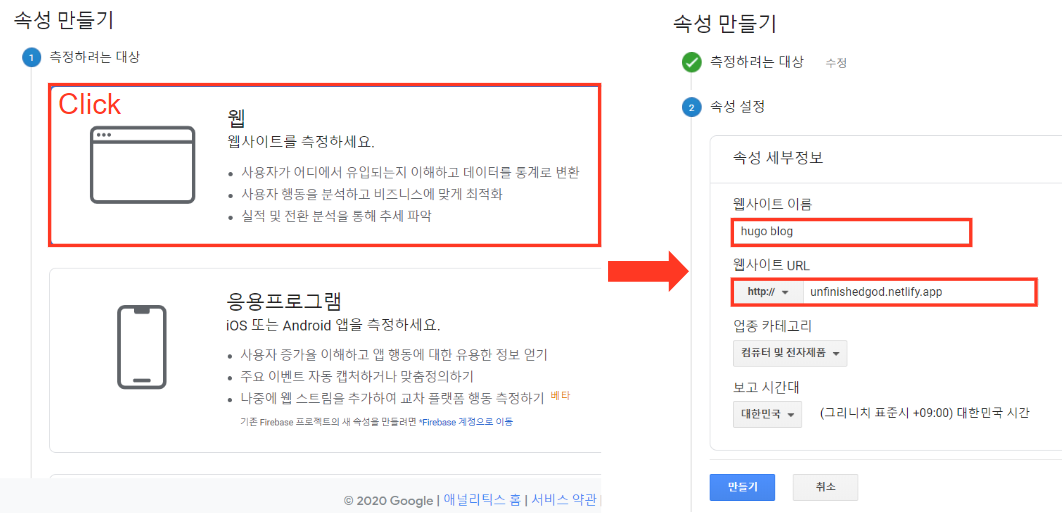 속성 만들기
1 측정하려는 대상
Click
웹
웹사이트를 측정하세요.
• 사용자가 어디에서 유입되는지 이해하고 데이터를 통계로 변환
• 사용자 행동을 분석하고 비즈니스에 맞게 최적화
• 실적 및 전환 분석을 통해 추세 파악
응용프로그램
iOS 또는 Android 앱을 측정하세요.
• 사용자 증가율 이해하고 앱 행동에 대한 유용한 정보 얻기
• 주요 이벤트 자동 캡처하거나 맞춤정의하기
• 나중에 웹 스트림을 추가하여 교차 플랫폼 행동 측정하기 베타
기존 Firebase 프로젝트의 새 속성을 만들려면 *Firebase 계정으로 이동
© 2020 Google | 애널리틱스 홈 | 서비스 약관 |
속성 만들기
측정하려는 대상 수정
2 속성 설정
속성 세부정보
웹사이트 이름
hugo blog
웹사이트 URL
http:// unfinishedgod.netlify.app
업종 카테고리
컴퓨터 및 전자제품
보고 시간대
대한민국 (그리니치 표준시 +09:00) 대한민국 시간
만들기 취소